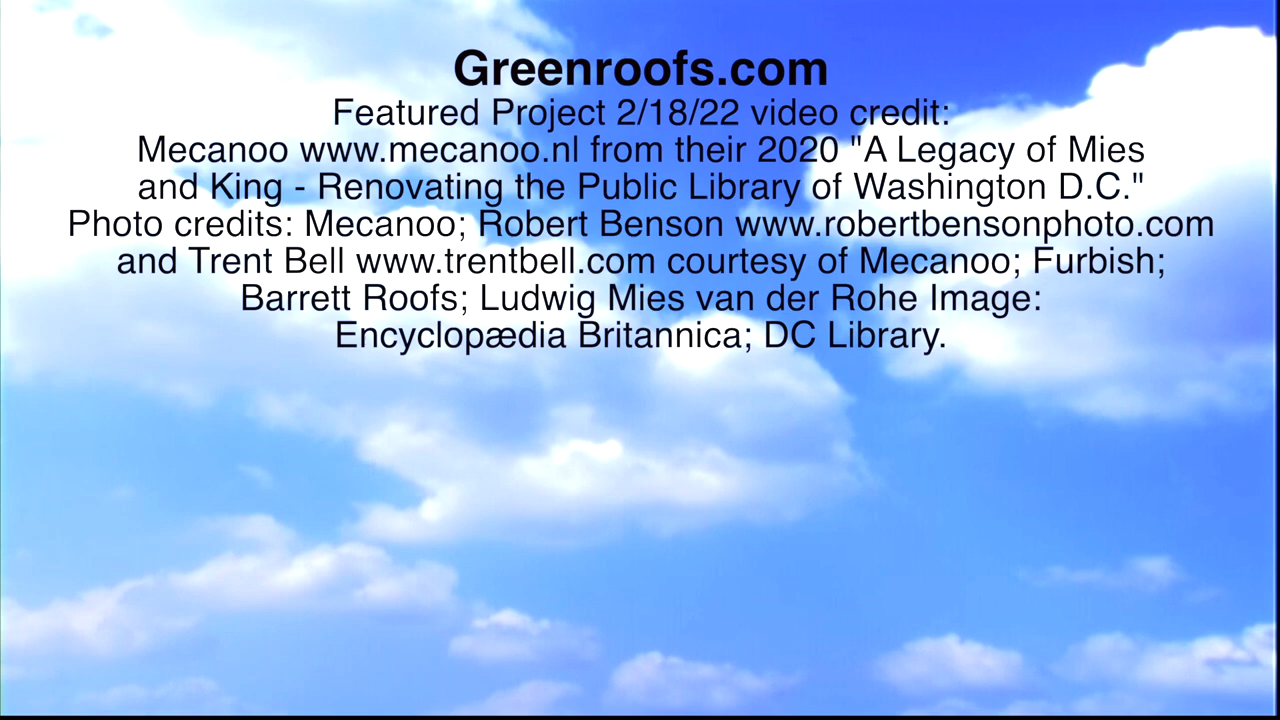 Greenroofs.com
Featured Project 2/18/22 video credit:
Mecanoo www.mecanoo.nl from their 2020 "A Legacy of Mies
and King - Renovating the Public Library of Washington D.C."
Photo credits: Mecanoo; Robert Benson www.robertbensonphoto.com
and Trent Bell www.trentbell.com courtesy of Mecanoo; Furbish;
Barrett Roofs; Ludwig Mies van der Rohe Image:
Encyclopædia Britannica; DC Library.